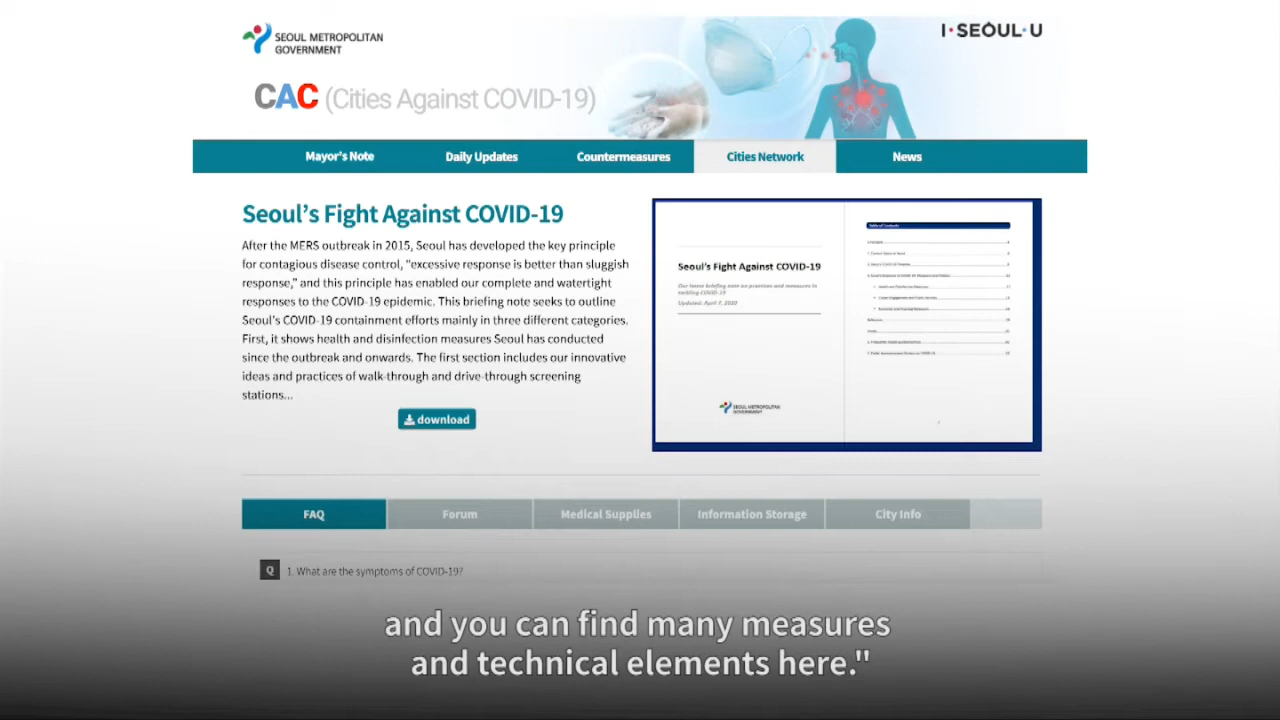 SEOUL METROPOLITAN
GOVERNMENT
I·SEOUL·U
CAC (Cities Against COVID-19)
Mayor's Note
Daily Updates
Countermeasures
Cities Network
News
Seoul's Fight Against COVID-19
After the MERS outbreak in 2015, Seoul has developed the key principle
for contagious disease control, "excessive response is better than sluggish
response," and this principle has enabled our complete and watertight
responses to the COVID-19 epidemic. This briefing note seeks to outline
Seoul's COVID-19 containment efforts mainly in three different categories.
First, it shows health and disinfection measures Seoul has conducted
since the outbreak and onwards. The first section includes our innovative
ideas and practices of walk-through and drive-through screening
stations...
download
Seoul's Fight Against COVID-19
Updated: April 7, 2020
SEOUL METROPOLITAN
GOVERNMENT
Table of Contents
FAQ
Forum
Medical Supplies
Information Storage
City Info
Q 1. What are the symptoms of COVID-19?
and you can find many measures
and technical elements here."